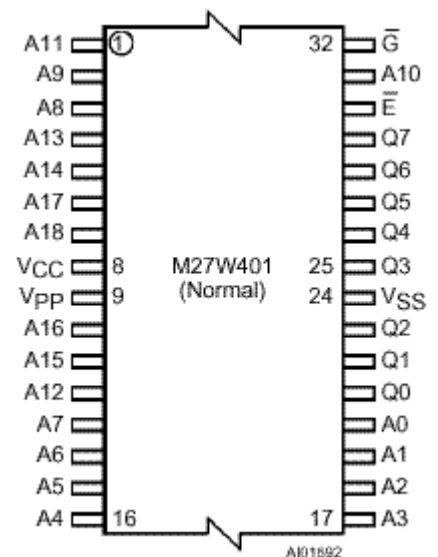 A11 1 32 G̅
A9 A10
A8 E̅
A13 Q7
A14 Q6
A17 Q5
A18 Q4
VCC 8 M27W401 25 Q3
VPP 9 (Normal) 24 VSS
A16 Q2
A15 Q1
A12 Q0
A7 A0
A6 A1
A5 A2
A4 16 17 A3
AI01692